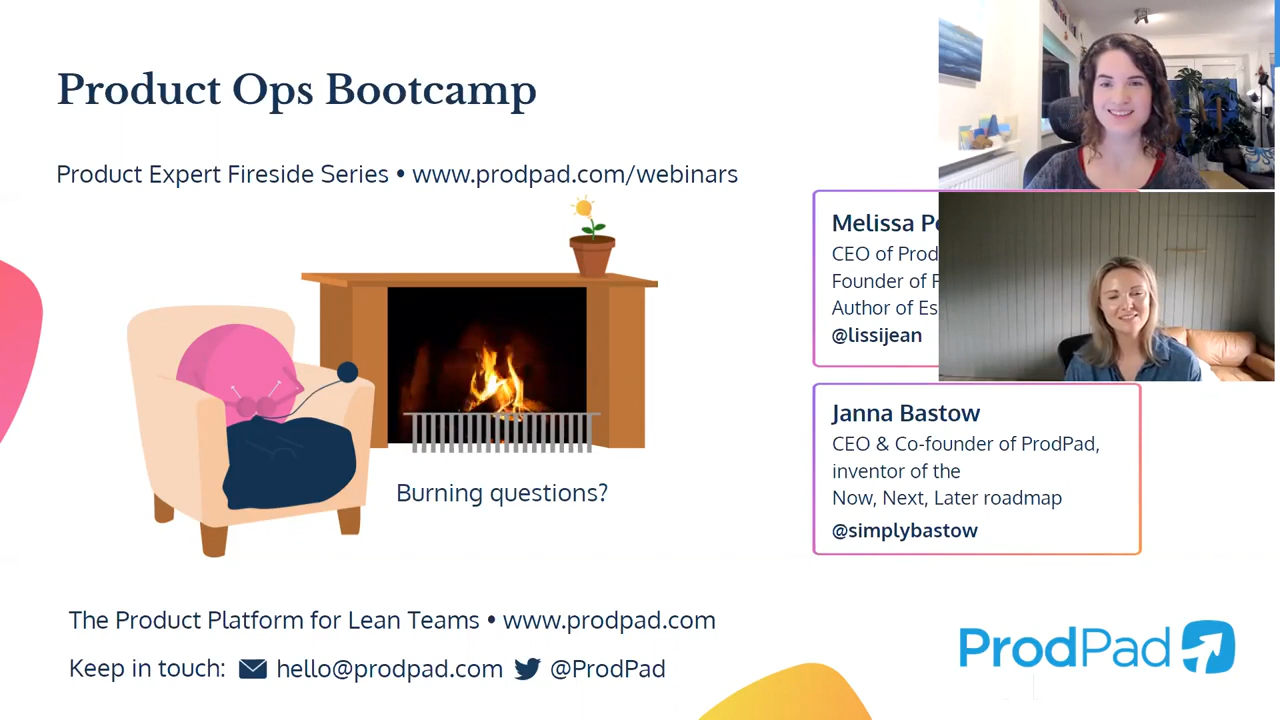 Product Ops Bootcamp
Product Expert Fireside Series • www.prodpad.com/webinars
Melissa
CEO of
Founder of
Author of
@lissijean
Janna Bastow
CEO & Co-founder of ProdPad,
inventor of the
Now, Next, Later roadmap
@simplybastow
Burning questions?
The Product Platform for Lean Teams • www.prodpad.com
Keep in touch: hello@prodpad.com @ProdPad
ProdPad